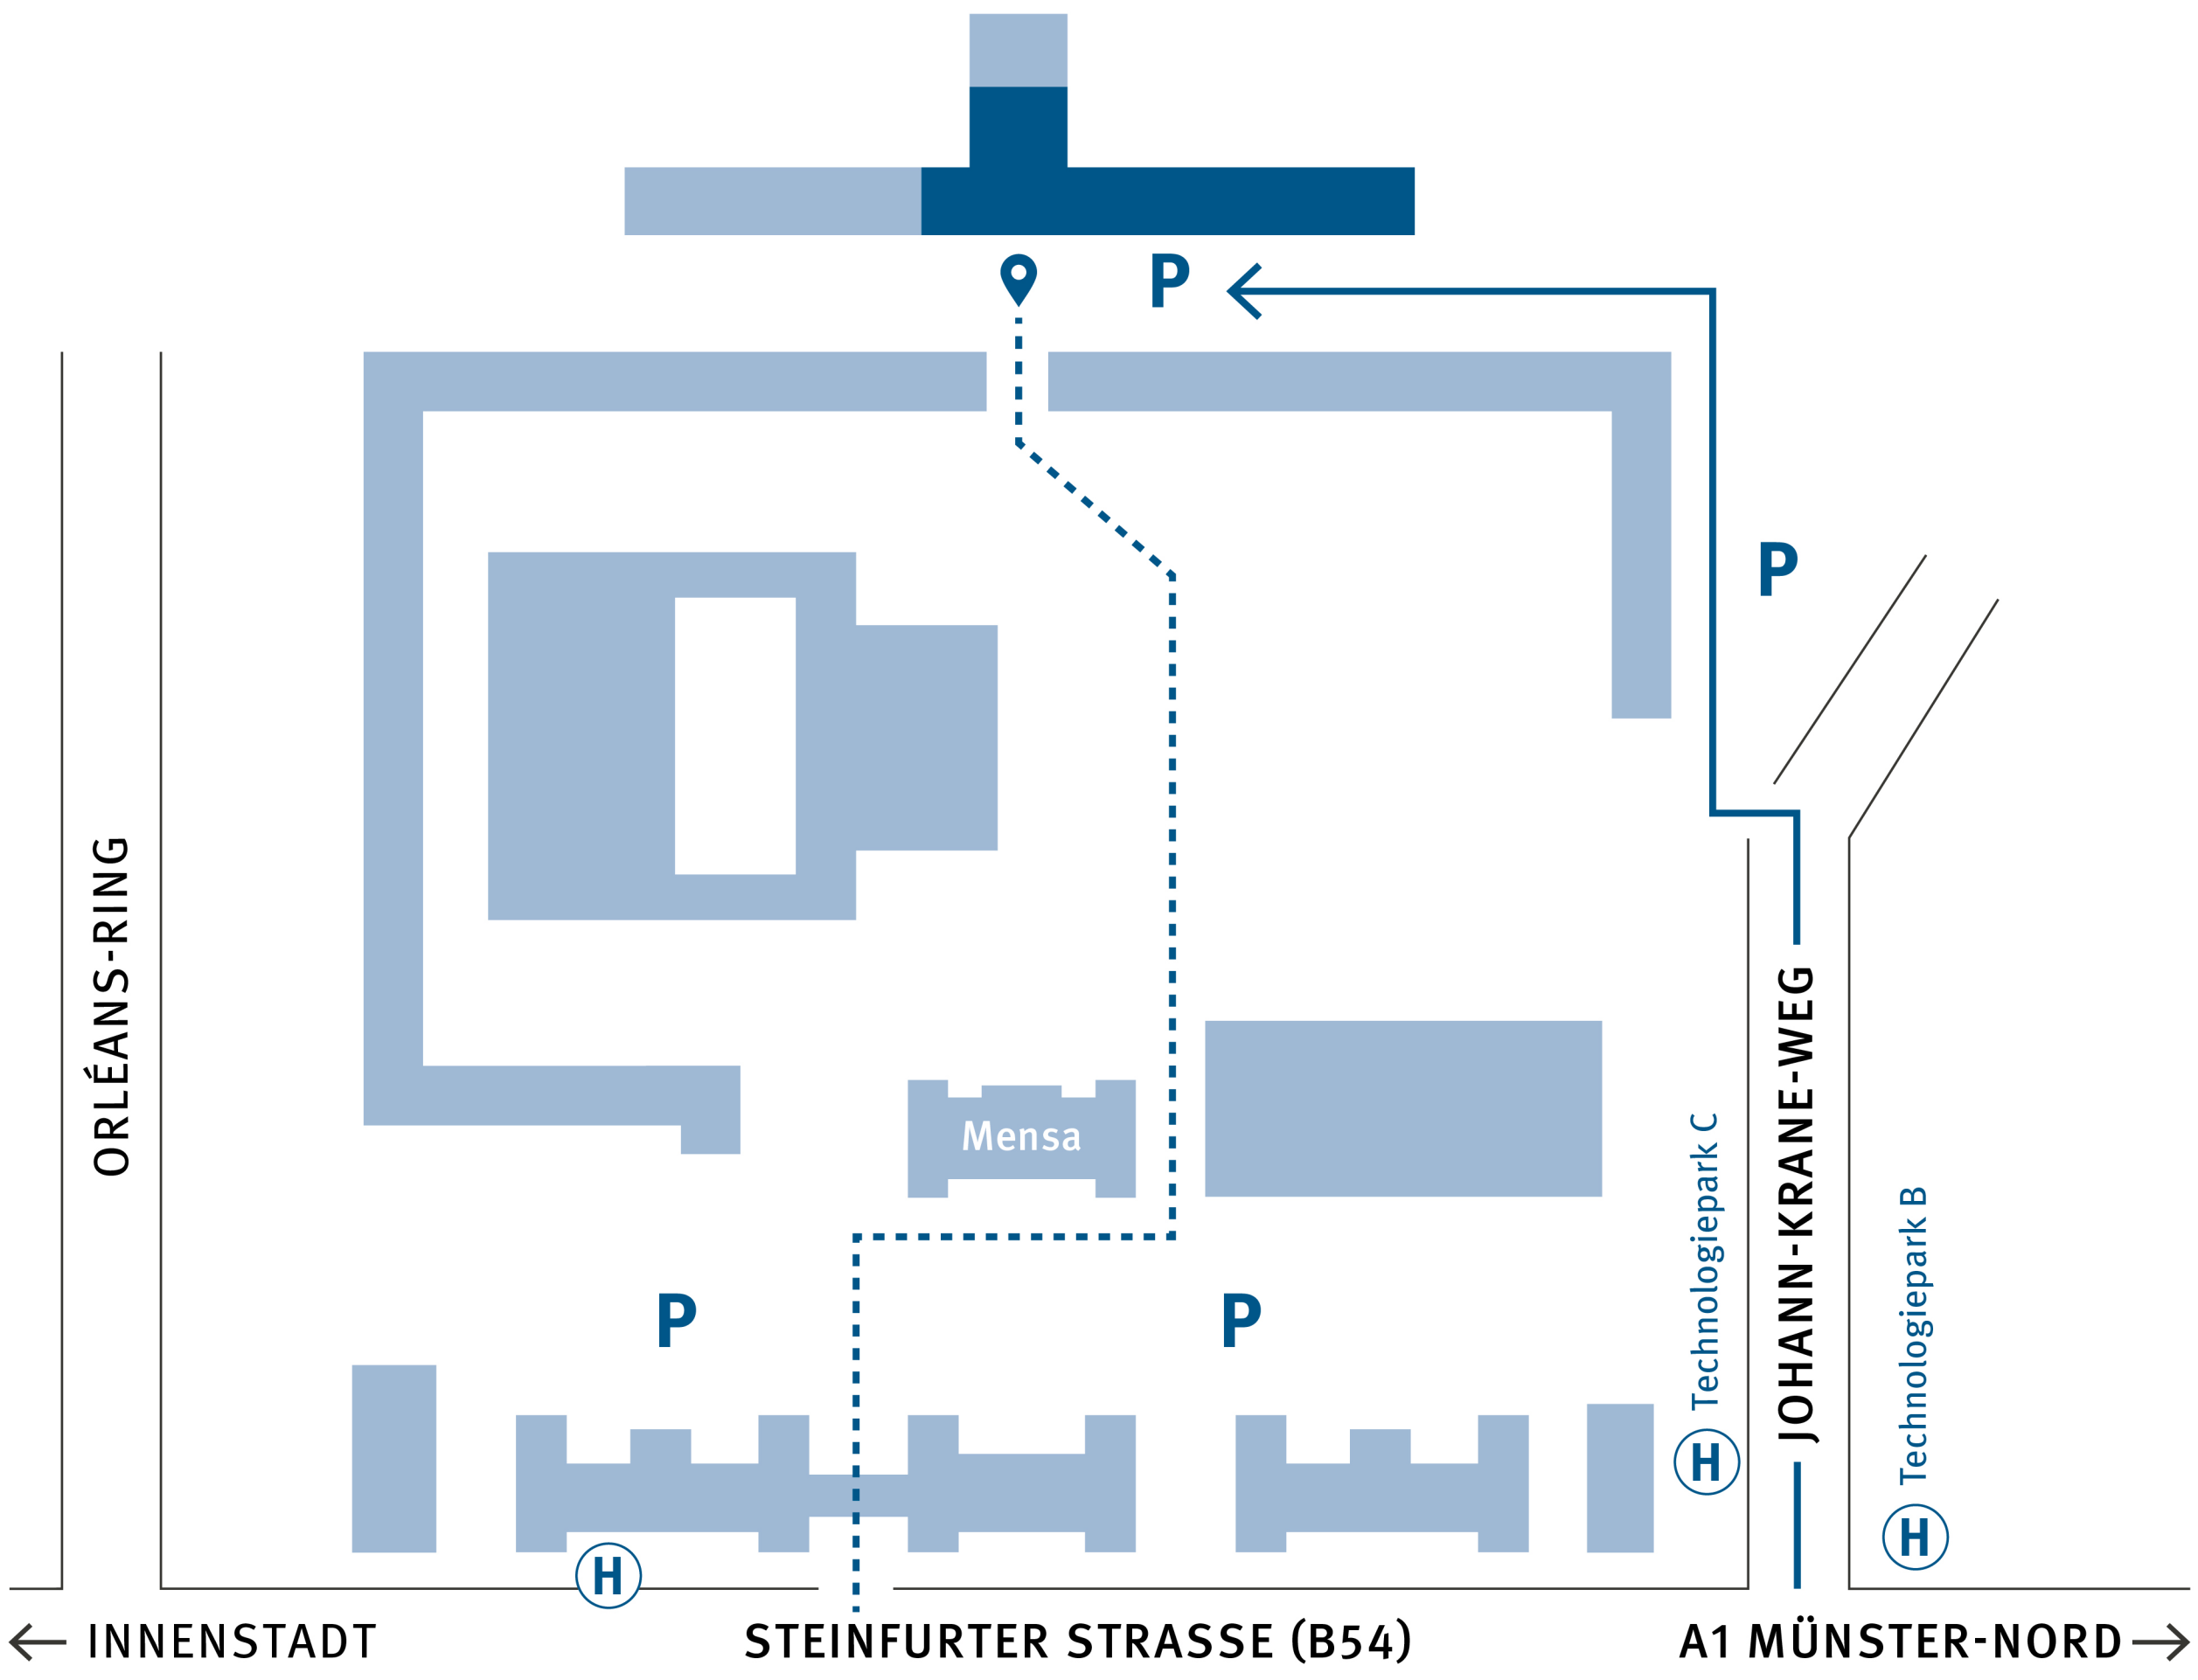 P
P
ORLÉANS-RING
Mensa
JOHANN-KRANE-WEG
Technologiepark C
Technologiepark B
P
P
H
H
H
INNENSTADT
STEINFURTER STRASSE (B54)
A1 MÜNSTER-NORD